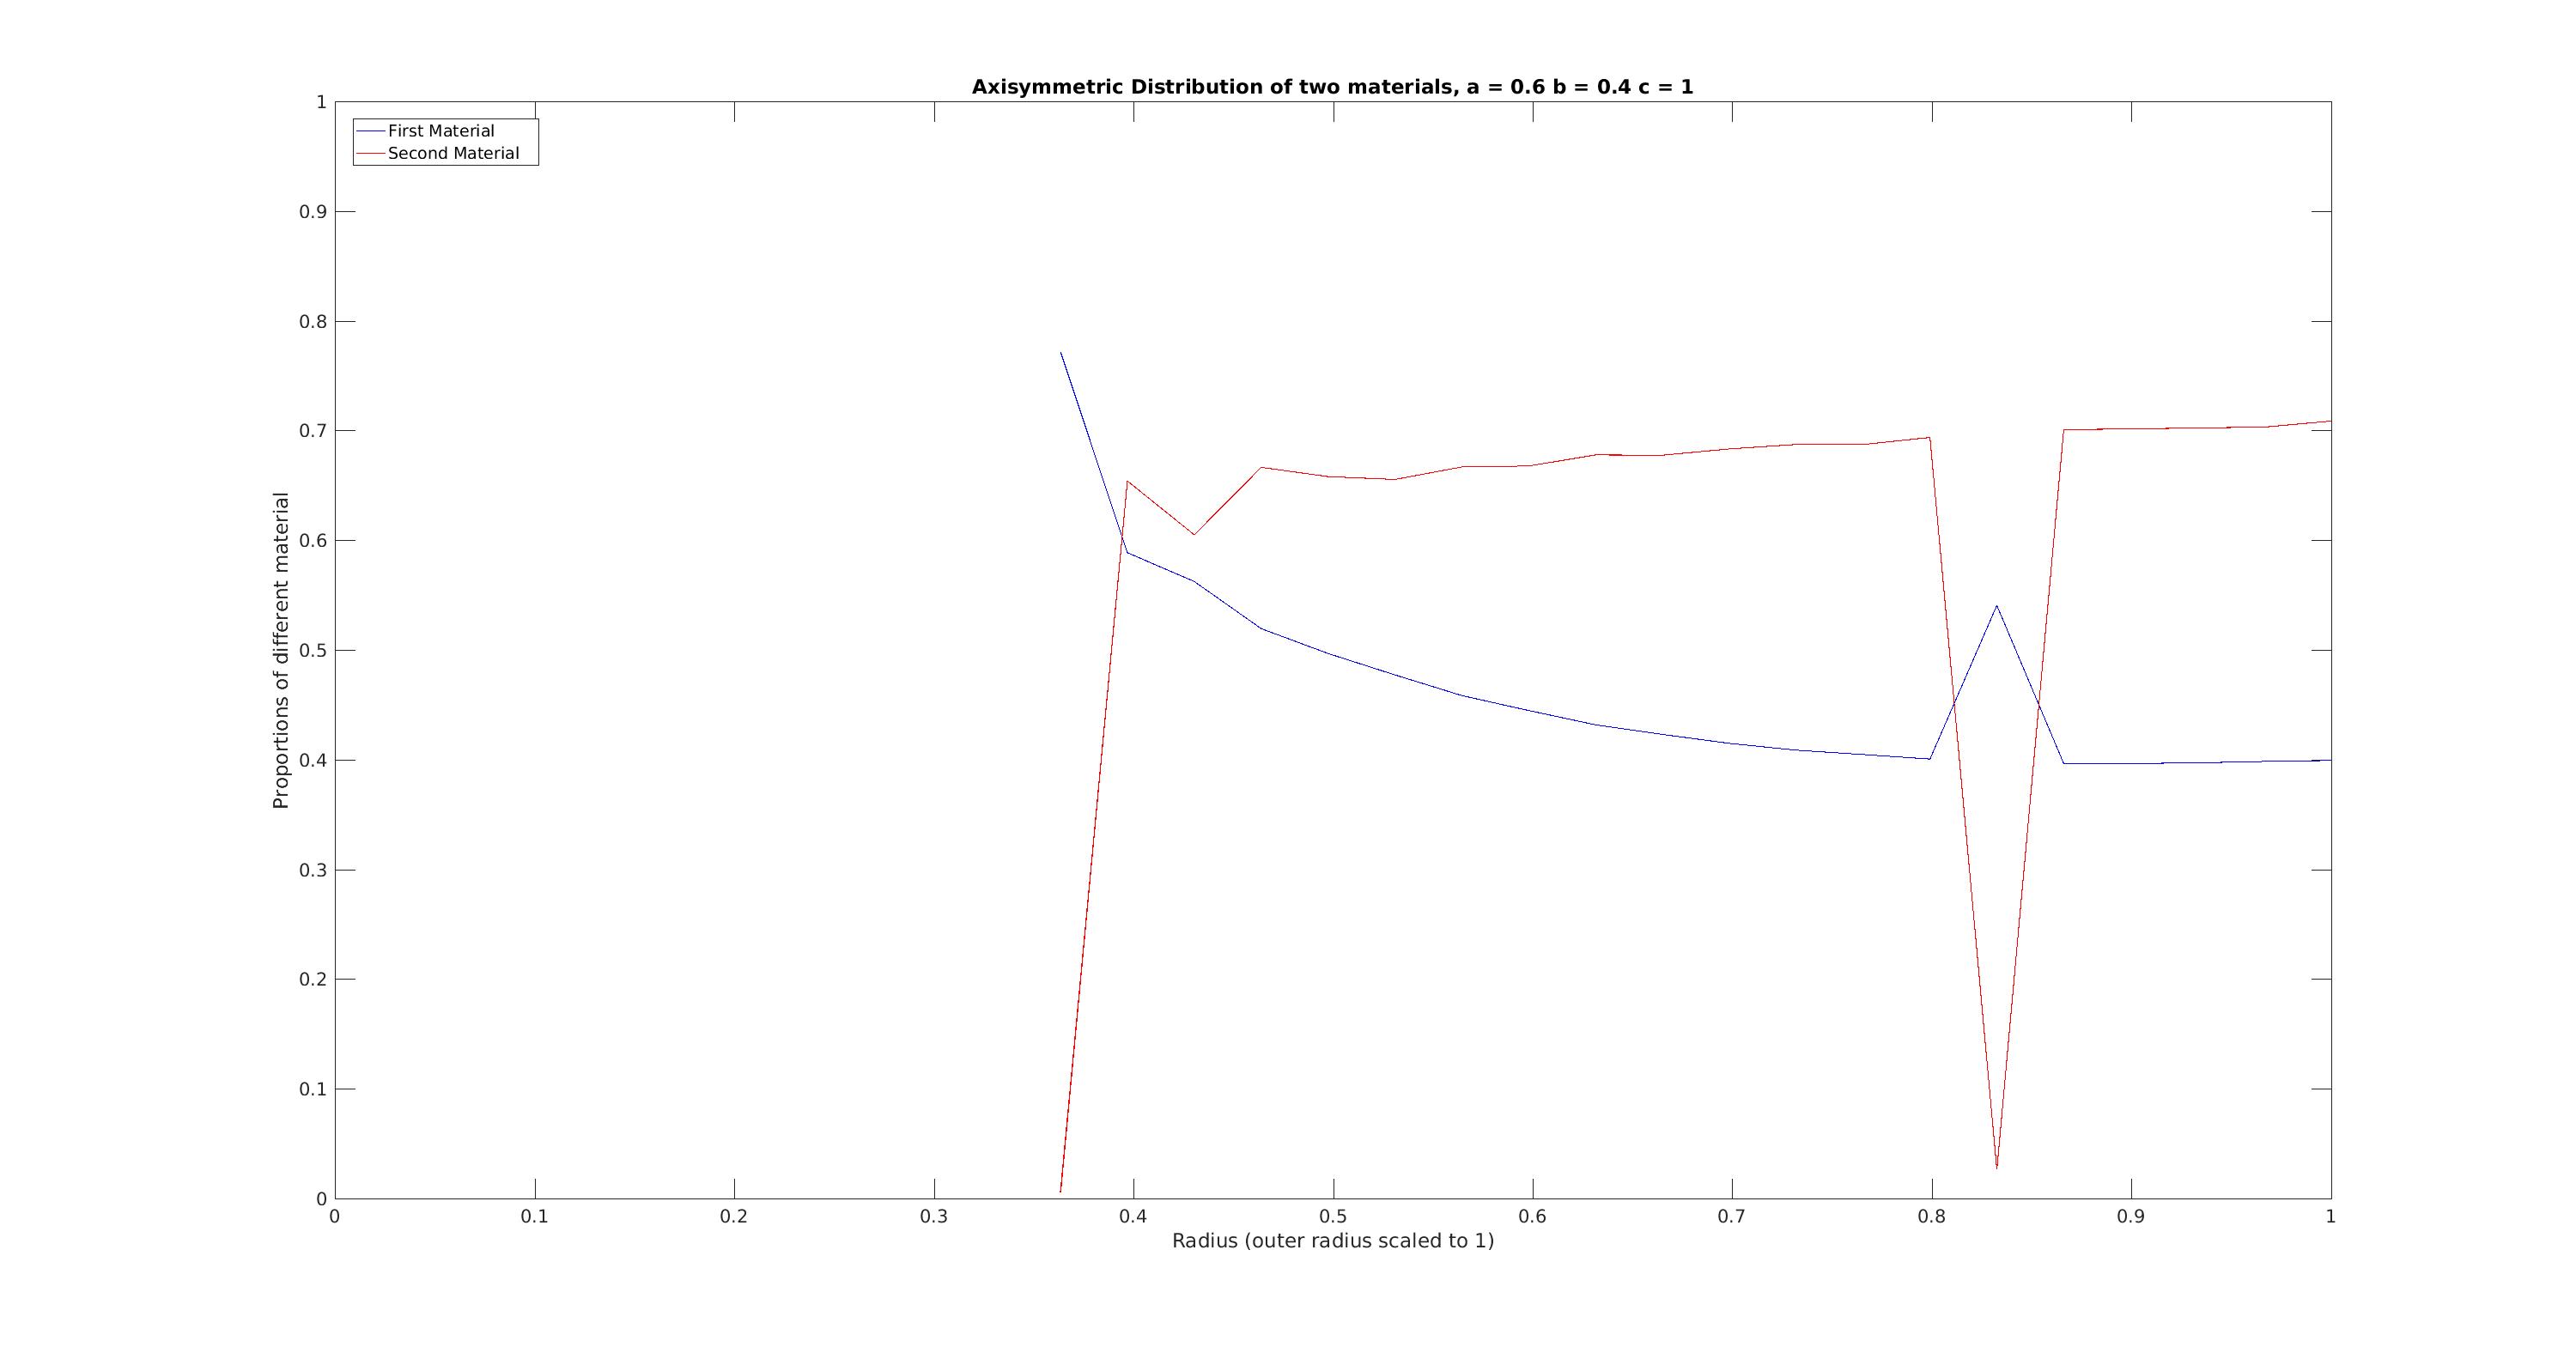 Axisymmetric Distribution of two materials, a = 0.6 b = 0.4 c = 1
First Material
Second Material
Proportions of different material
1
0.9
0.8
0.7
0.6
0.5
0.4
0.3
0.2
0.1
0
0 0.1 0.2 0.3 0.4 0.5 0.6 0.7 0.8 0.9 1
Radius (outer radius scaled to 1)